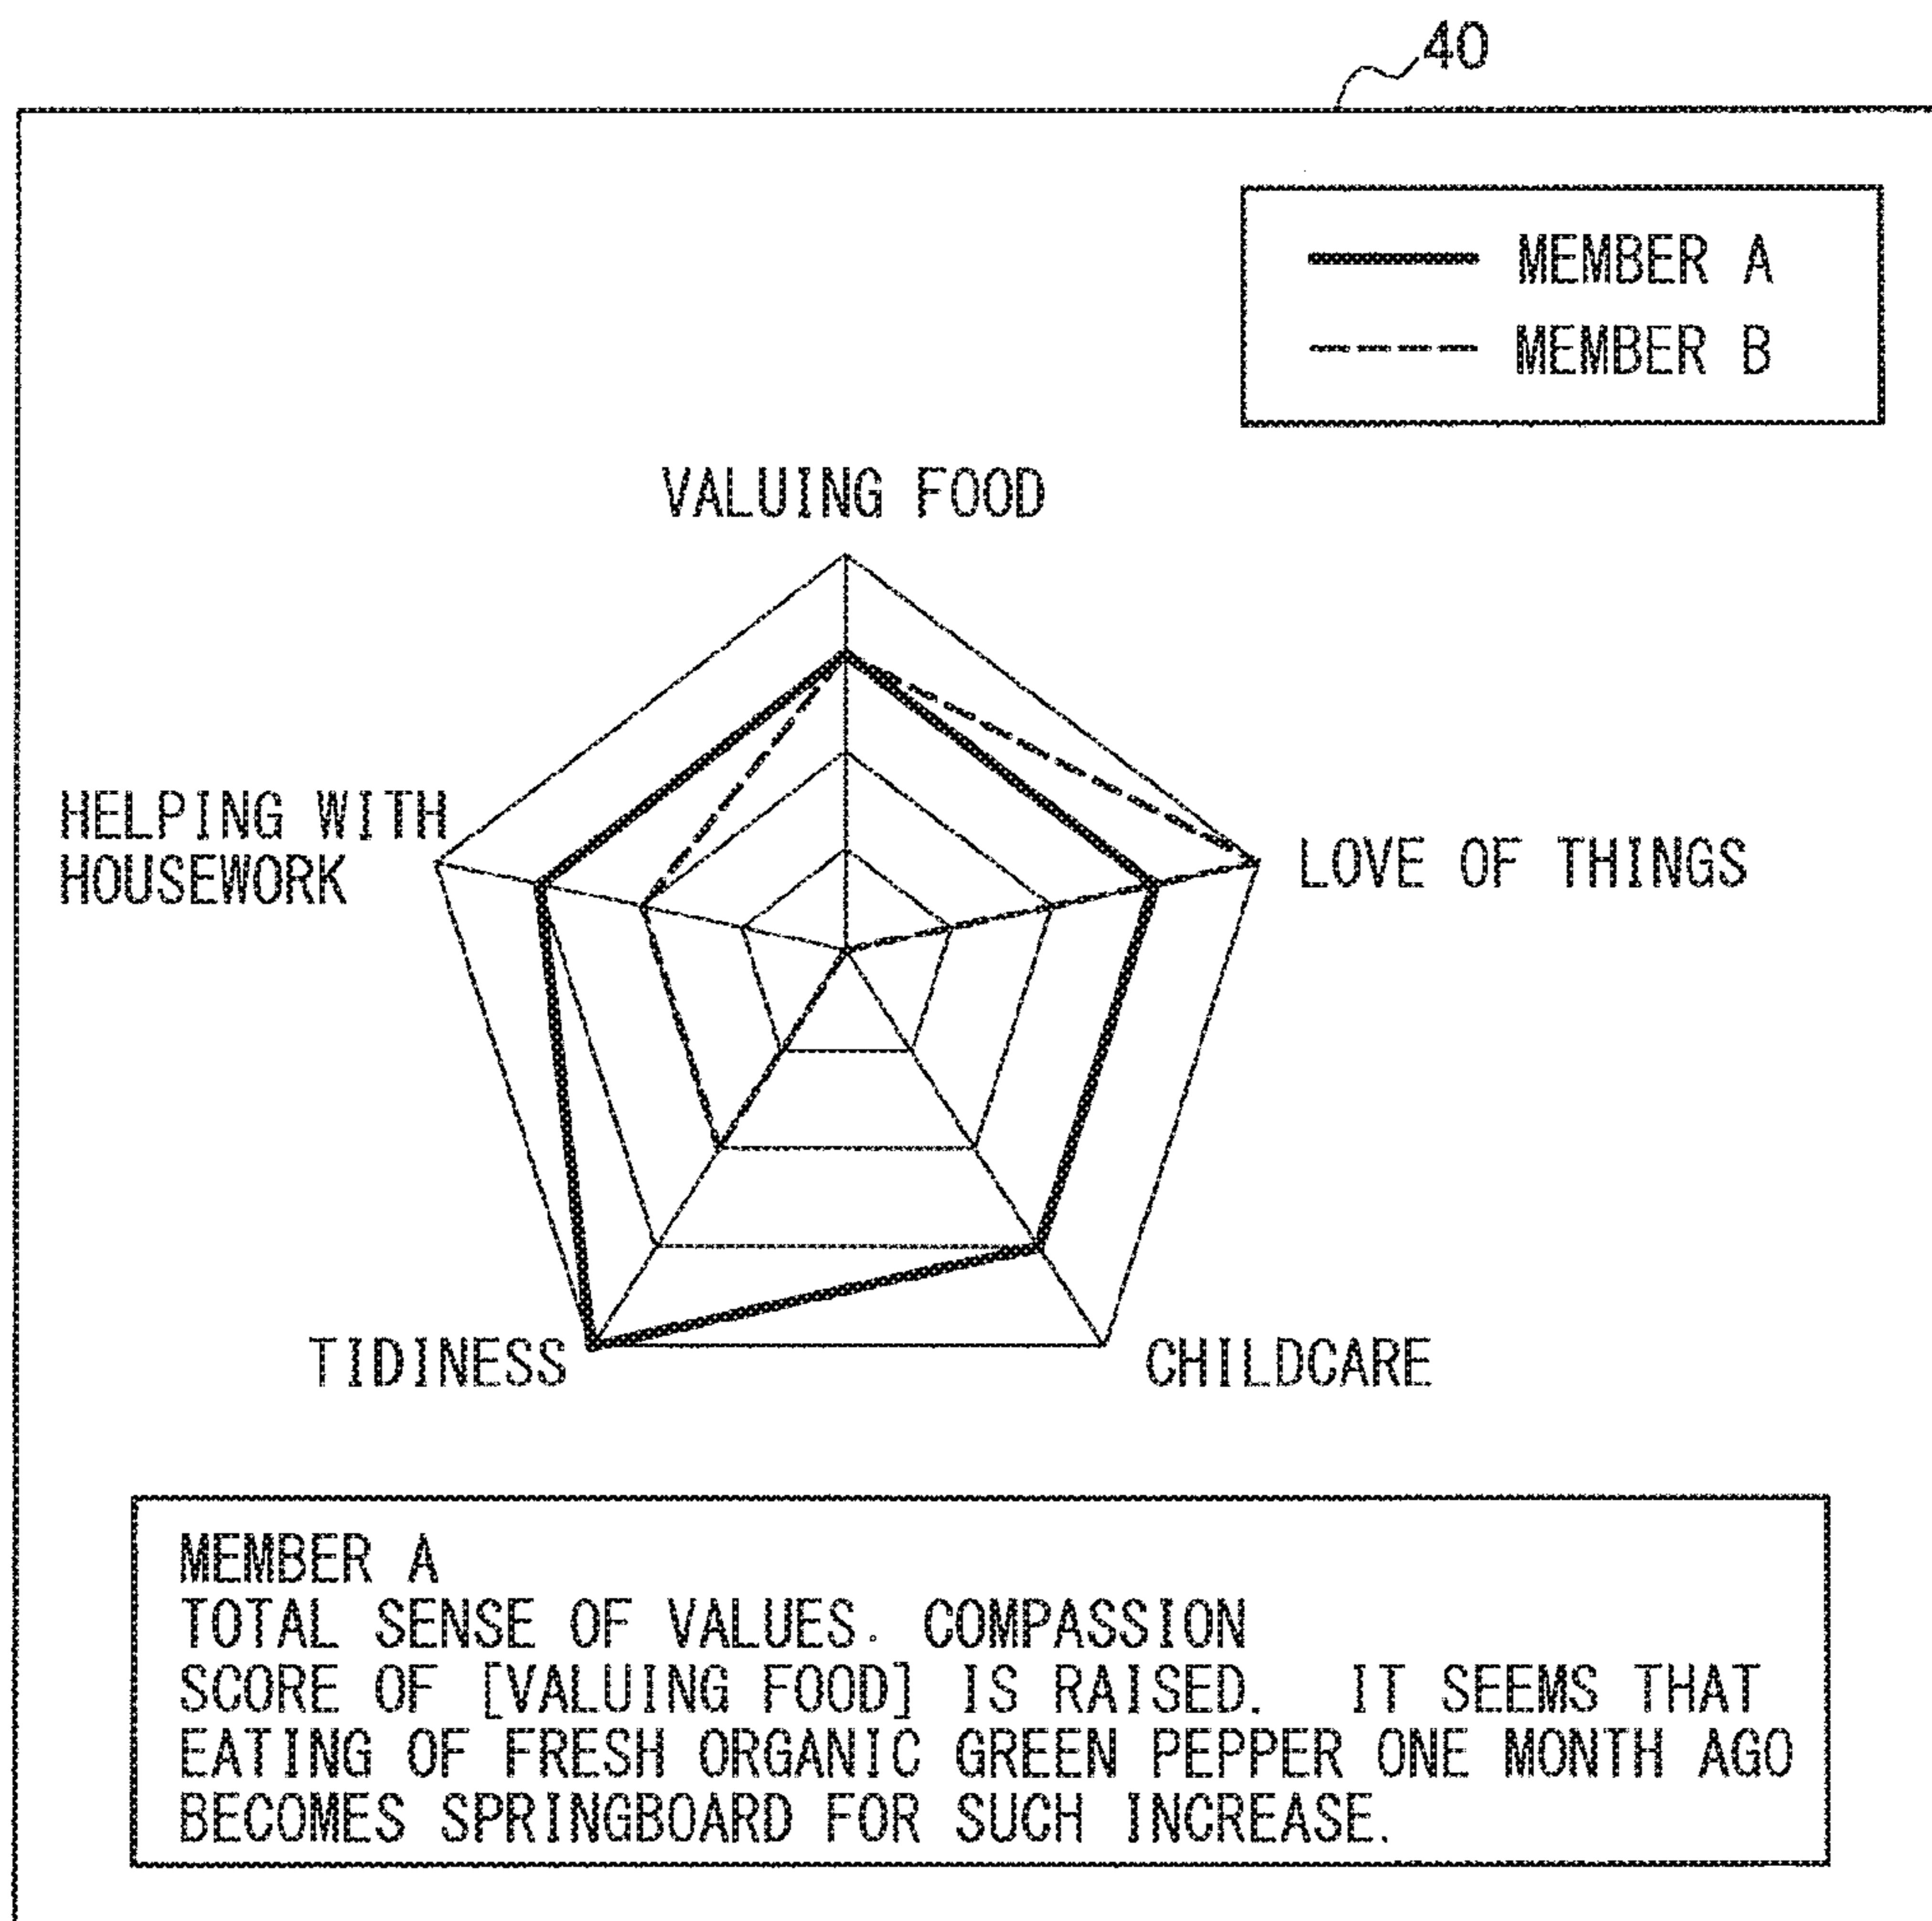 40
MEMBER A
MEMBER B
VALUING FOOD
HELPING WITH
HOUSEWORK
LOVE OF THINGS
TIDINESS
CHILDCARE
MEMBER A
TOTAL SENSE OF VALUES. COMPASSION
SCORE OF [VALUING FOOD] IS RAISED. IT SEEMS THAT
EATING OF FRESH ORGANIC GREEN PEPPER ONE MONTH AGO
BECOMES SPRINGBOARD FOR SUCH INCREASE.